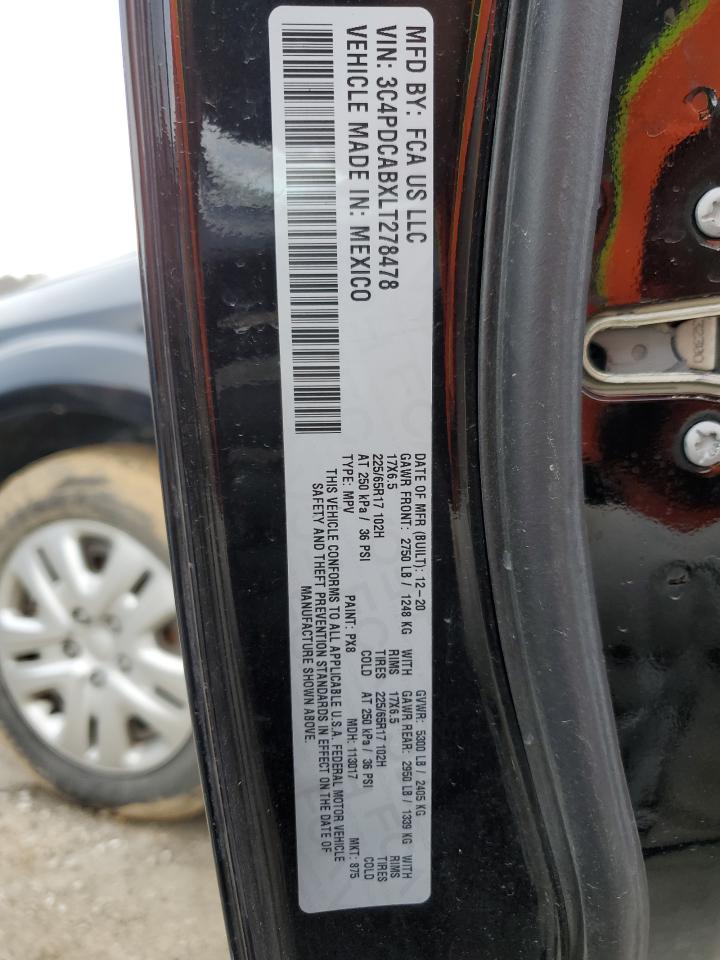 MFD BY: FCA US LLC
VIN: 3C4PDCABXLT278478
VEHICLE MADE IN: MEXICO
DATE OF MFR (BUILT): 12-20 GVWR: 5300 LB / 2405 KG
GAWR FRONT: 2750 LB / 1248 KG WITH GAWR REAR: 2950 LB / 1339 KG WITH
17X6.5 RIMS 17X6.5 RIMS
225/65R17 102H TIRES 225/65R17 102H TIRES
AT 250 kPa / 36 PSI COLD AT 250 kPa / 36 PSI COLD
TYPE: MPV PAINT: PX8 MDH: 113017 MKT: 875
THIS VEHICLE CONFORMS TO ALL APPLICABLE U.S.A. FEDERAL MOTOR VEHICLE
SAFETY AND THEFT PREVENTION STANDARDS IN EFFECT ON THE DATE OF
MANUFACTURE SHOWN ABOVE.